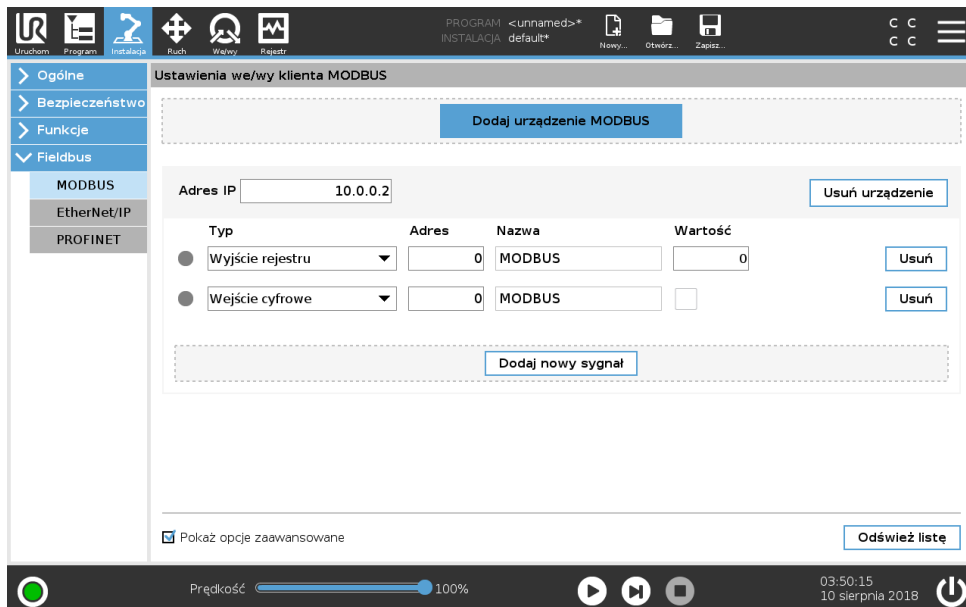 PROGRAM <unnamed>*
INSTALACJA default*
C C
C C
Uruchom Program Instalacja Ruch We/wy Rejestr Nowy... Otwórz... Zapisz...
Ogólne
Bezpieczeństwo
Funkcje
Fieldbus
MODBUS
EtherNet/IP
PROFINET
Ustawienia we/wy klienta MODBUS
Dodaj urządzenie MODBUS
Adres IP 10.0.0.2 Usuń urządzenie
Typ Adres Nazwa Wartość
Wyjście rejestru 0 MODBUS 0 Usuń
Wejście cyfrowe 0 MODBUS Usuń
Dodaj nowy sygnał
Pokaż opcje zaawansowane Odśwież listę
Prędkość 100% 03:50:15
10 sierpnia 2018